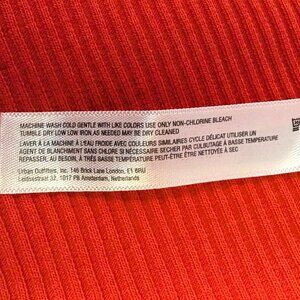 MACHINE WASH COLD GENTLE WITH LIKE COLORS USE ONLY NON-CHLORINE BLEACH
TUMBLE DRY LOW LOW IRON AS NEEDED MAY BE DRY CLEANED
LAVER À LA MACHINE À L'EAU FROIDE AVEC COULEURS SIMILAIRES CYCLE DÉLICAT UTILISER UN
AGENT DE BLANCHIMENT SANS CHLORE SI NÉCESSAIRE SÉCHER PAR CULBUTAGE À BASSE TEMPÉRATURE
REPASSER, AU BESOIN, À TRÈS BASSE TEMPÉRATURE PEUT-ÊTRE ÊTRE NETTOYÉ À SEC
Urban Outfitters, Inc. 146 Brick Lane London, E1 6RU
Leidsestraat 32, 1017 PB Amsterdam, Netherlands